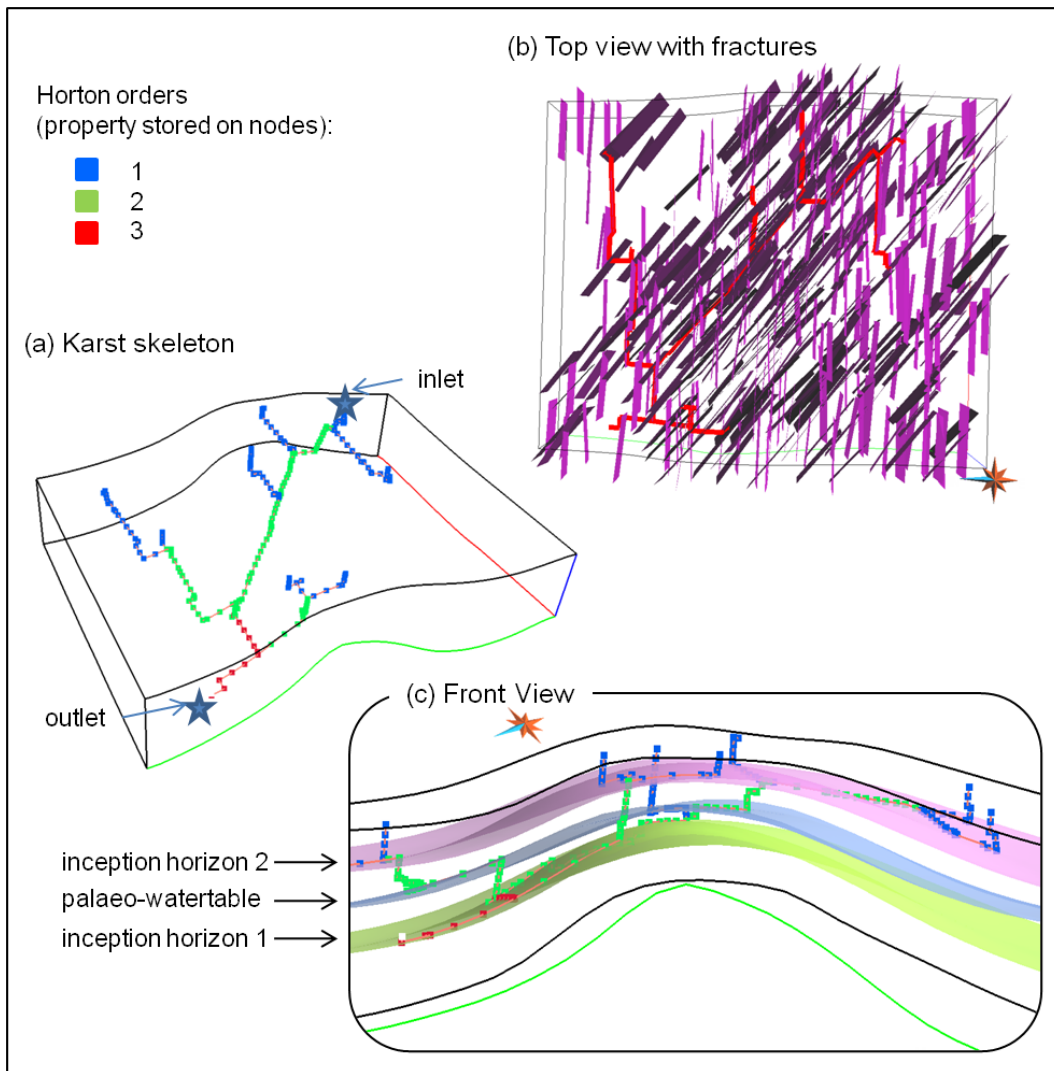 (b) Top view with fractures
Horton orders
(property stored on nodes):
1
2
3
(a) Karst skeleton
inlet
outlet
(c) Front View
inception horizon 2
palaeo-watertable
inception horizon 1